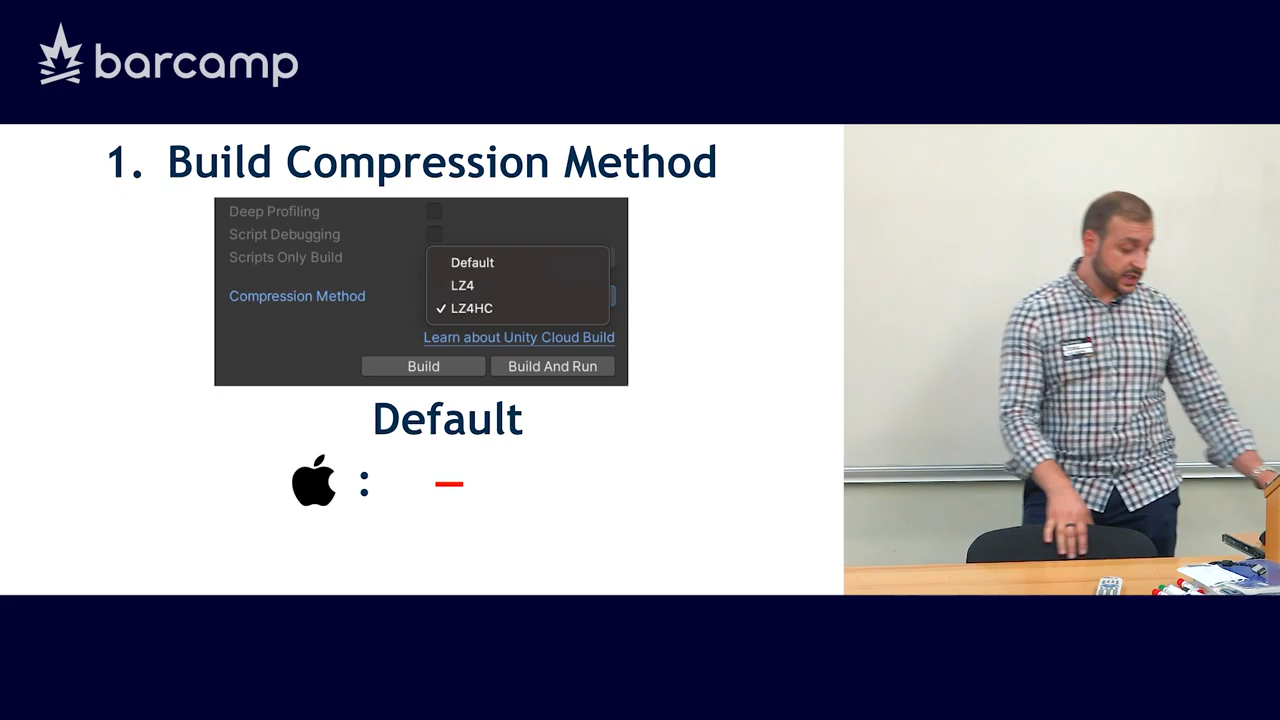 barcamp
1. Build Compression Method
Deep Profiling
Script Debugging
Scripts Only Build
Default
LZ4
Compression Method
✓ LZ4HC
Learn about Unity Cloud Build
Build
Build And Run
Default
: –